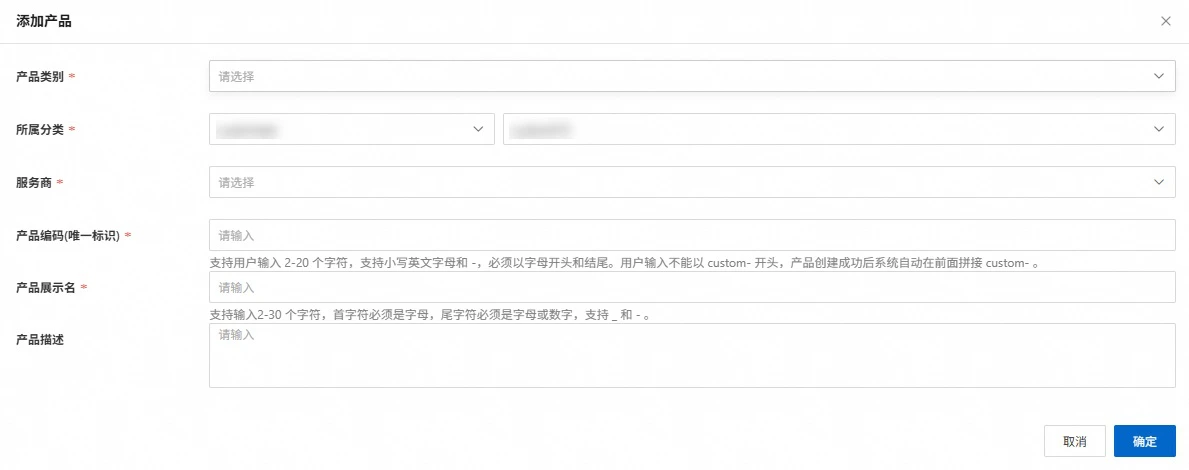 添加产品
产品类别 *
请选择
所属分类 *
服务商 *
请选择
产品编码(唯一标识) *
请输入
支持用户输入 2-20 个字符，支持小写英文字母和 -，必须以字母开头和结尾。用户输入不能以 custom- 开头，产品创建成功后系统自动在前面拼接 custom- 。
产品展示名 *
请输入
支持输入2-30 个字符，首字符必须是字母，尾字符必须是字母或数字，支持 _ 和 - 。
产品描述
请输入
取消
确定